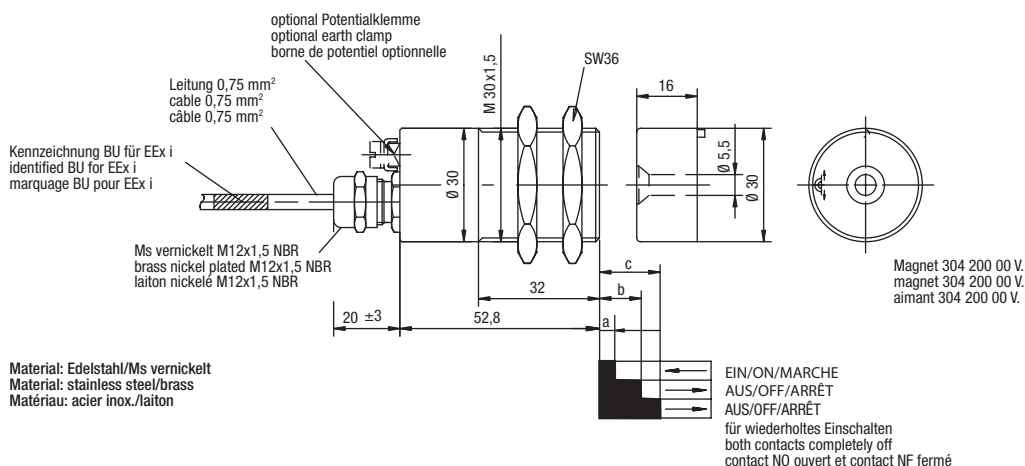 optional Potentialklemme
optional earth clamp
borne de potentiel optionnelle
SW36
M 30 x1,5
16
Leitung 0,75 mm²
cable 0,75 mm²
câble 0,75 mm²
Kennzeichnung BU für EEx i
identified BU for EEx i
marquage BU pour EEx i
Ø 30
Ø 5,5
Ø 30
Ms vernickelt M12x1,5 NBR
brass nickel plated M12x1,5 NBR
laiton nickelé M12x1,5 NBR
Magnet 304 200 00 V.
magnet 304 200 00 V.
aimant 304 200 00 V.
c
32
b
20 ±3
52,8
a
Material: Edelstahl/Ms vernickelt
Material: stainless steel/brass
Matériau: acier inox./laiton
EIN/ON/MARCHE
AUS/OFF/ARRÊT
AUS/OFF/ARRÊT
für wiederholtes Einschalten
both contacts completely off
contact NO ouvert et contact NF fermé